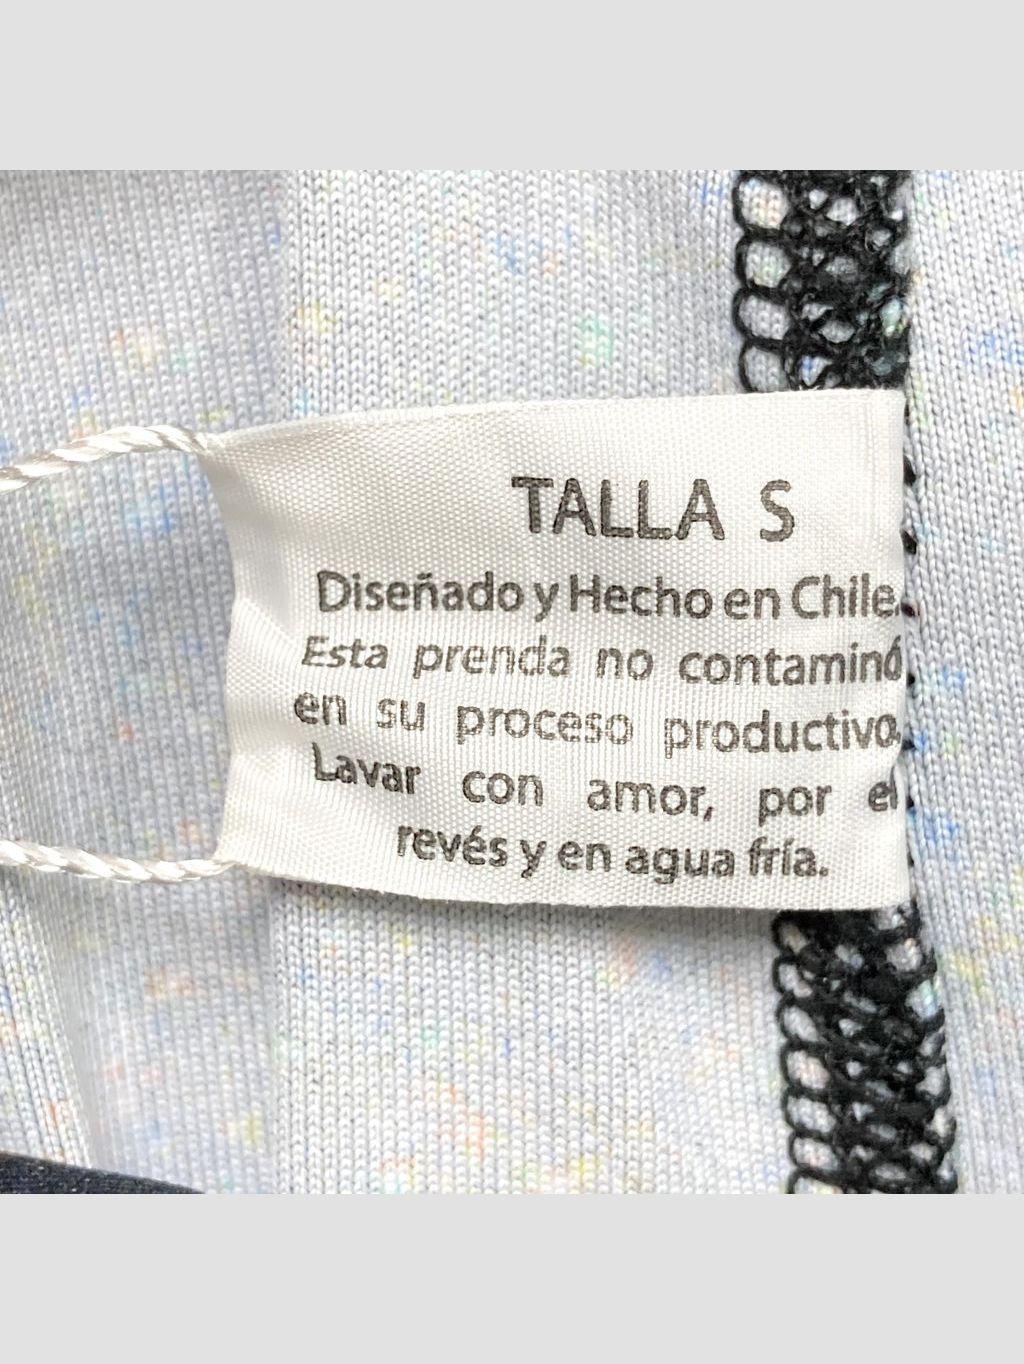 TALLA S
Diseñado y Hecho en Chile.
Esta prenda no contaminó
en su proceso productivo.
Lavar con amor, por el
revés y en agua fría.